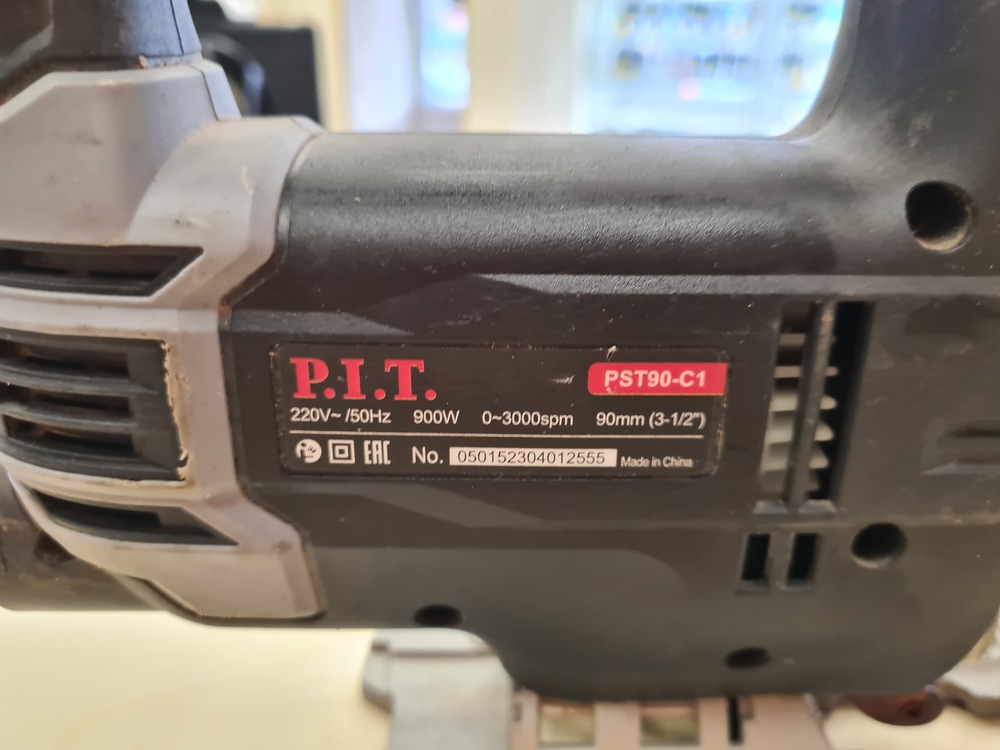 P.I.T. PST90-C1
220V~ /50Hz 900W 0~3000spm 90mm (3-1/2")
EAC No. 050152304012555 Made in China